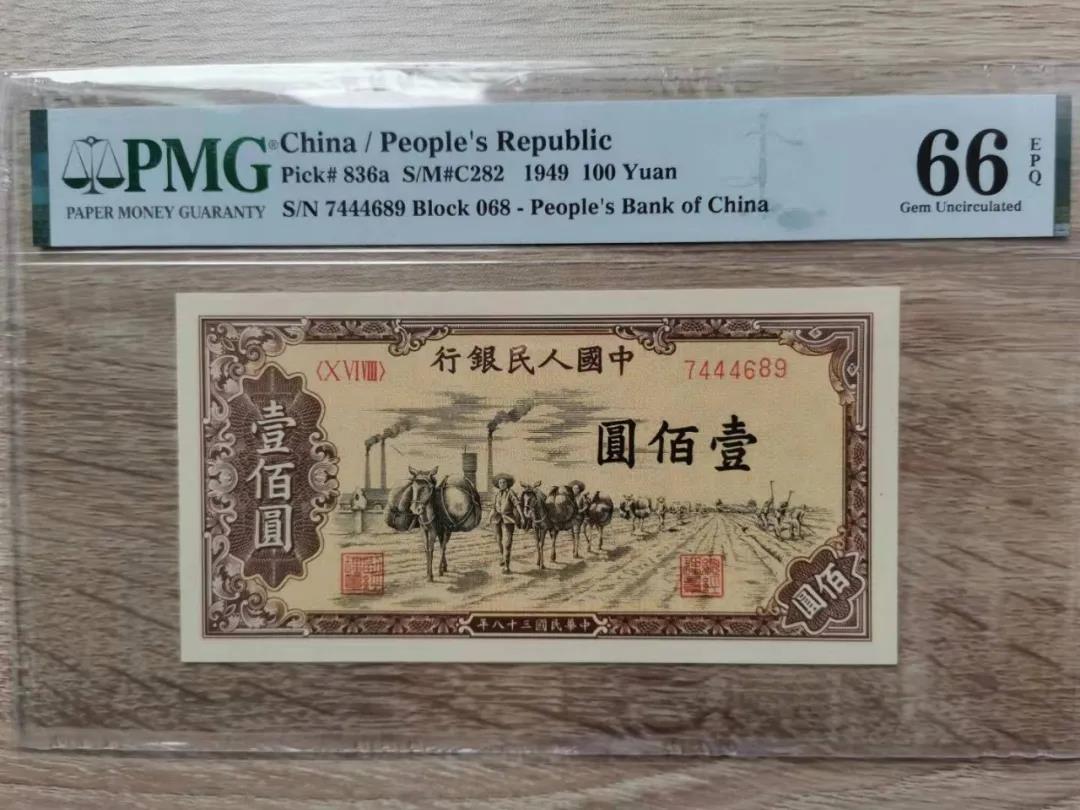 PMG®
PAPER MONEY GUARANTY
China / People's Republic
Pick# 836a S/M#C282 1949 100 Yuan
S/N 7444689 Block 068 - People's Bank of China
66 EPQ
Gem Uncirculated
行銀民人國中
〈X VI VIII〉
7444689
圓佰壹
壹佰圓
佰圓
年八十三國民華中